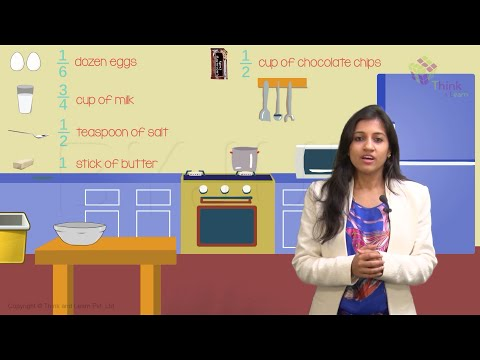 1/6 dozen eggs
3/4 cup of milk
1/2 teaspoon of salt
1 stick of butter
1/2 cup of chocolate chips
Think
Learn
Copyright © Think and Learn Pvt. Ltd.